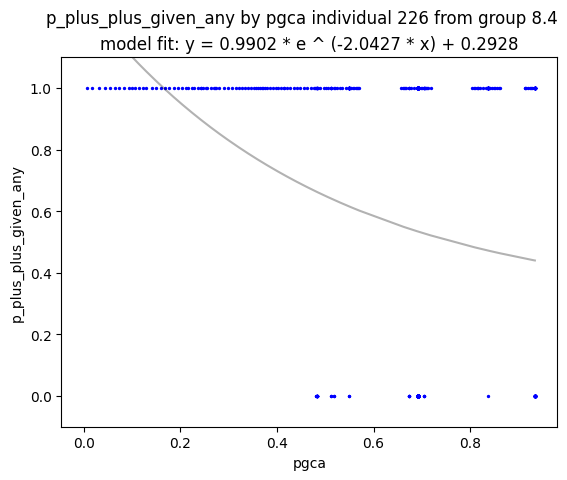 p_plus_plus_given_any by pgca individual 226 from group 8.4
model fit: y = 0.9902 * e ^ (-2.0427 * x) + 0.2928
p_plus_plus_given_any
1.0
0.8
0.6
0.4
0.2
0.0
0.0 0.2 0.4 0.6 0.8
pgca